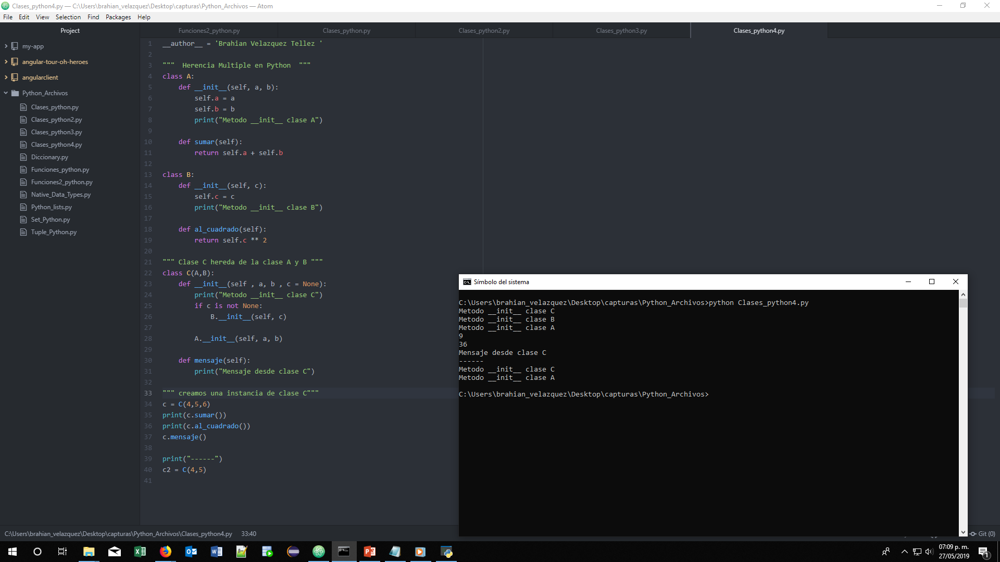 Clases_python4.py — C:\Users\brahian_velazquez\Desktop\capturas\Python_Archivos — Atom
File Edit View Selection Find Packages Help
Project
my-app
angular-tour-oh-heroes
angularclient
Python_Archivos
Clases_python.py
Clases_python2.py
Clases_python3.py
Clases_python4.py
Diccionary.py
Funciones_python.py
Funciones2_python.py
Native_Data_Types.py
Python_lists.py
Set_Python.py
Tuple_Python.py
Funciones2_python.py Clases_python.py Clases_python2.py Clases_python3.py Clases_python4.py
1 __author__ = 'Brahian Velazquez Tellez '
2
3 """  Herencia Multiple en Python  """
4 class A:
5     def __init__(self, a, b):
6         self.a = a
7         self.b = b
8         print("Metodo __init__ clase A")
9
10     def sumar(self):
11         return self.a + self.b
12
13 class B:
14     def __init__(self, c):
15         self.c = c
16         print("Metodo __init__ clase B")
17
18     def al_cuadrado(self):
19         return self.c ** 2
20
21 """ Clase C hereda de la clase A y B """
22 class C(A,B):
23     def __init__(self , a, b , c = None):
24         print("Metodo __init__ clase C")
25         if c is not None:
26             B.__init__(self, c)
27
28         A.__init__(self, a, b)
29
30     def mensaje(self):
31         print("Mensaje desde clase C")
32
33 """ creamos una instancia de clase C"""
34 c = C(4,5,6)
35 print(c.sumar())
36 print(c.al_cuadrado())
37 c.mensaje()
38
39 print("------")
40 c2 = C(4,5)
41
Símbolo del sistema
C:\Users\brahian_velazquez\Desktop\capturas\Python_Archivos>python Clases_python4.py
Metodo __init__ clase C
Metodo __init__ clase B
Metodo __init__ clase A
9
36
Mensaje desde clase C
------
Metodo __init__ clase C
Metodo __init__ clase A
C:\Users\brahian_velazquez\Desktop\capturas\Python_Archivos>
C:\Users\brahian_velazquez\Desktop\capturas\Python_Archivos\Clases_python4.py 33:40
Git (0)
07:09 p. m.
27/05/2019
1